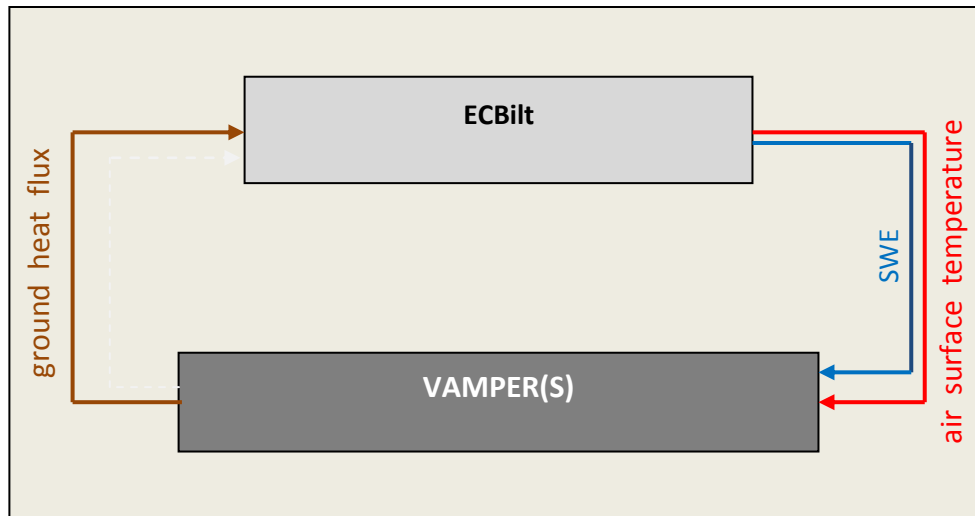 ECBilt
ground heat flux
SWE
air surface temperature
VAMPER(S)